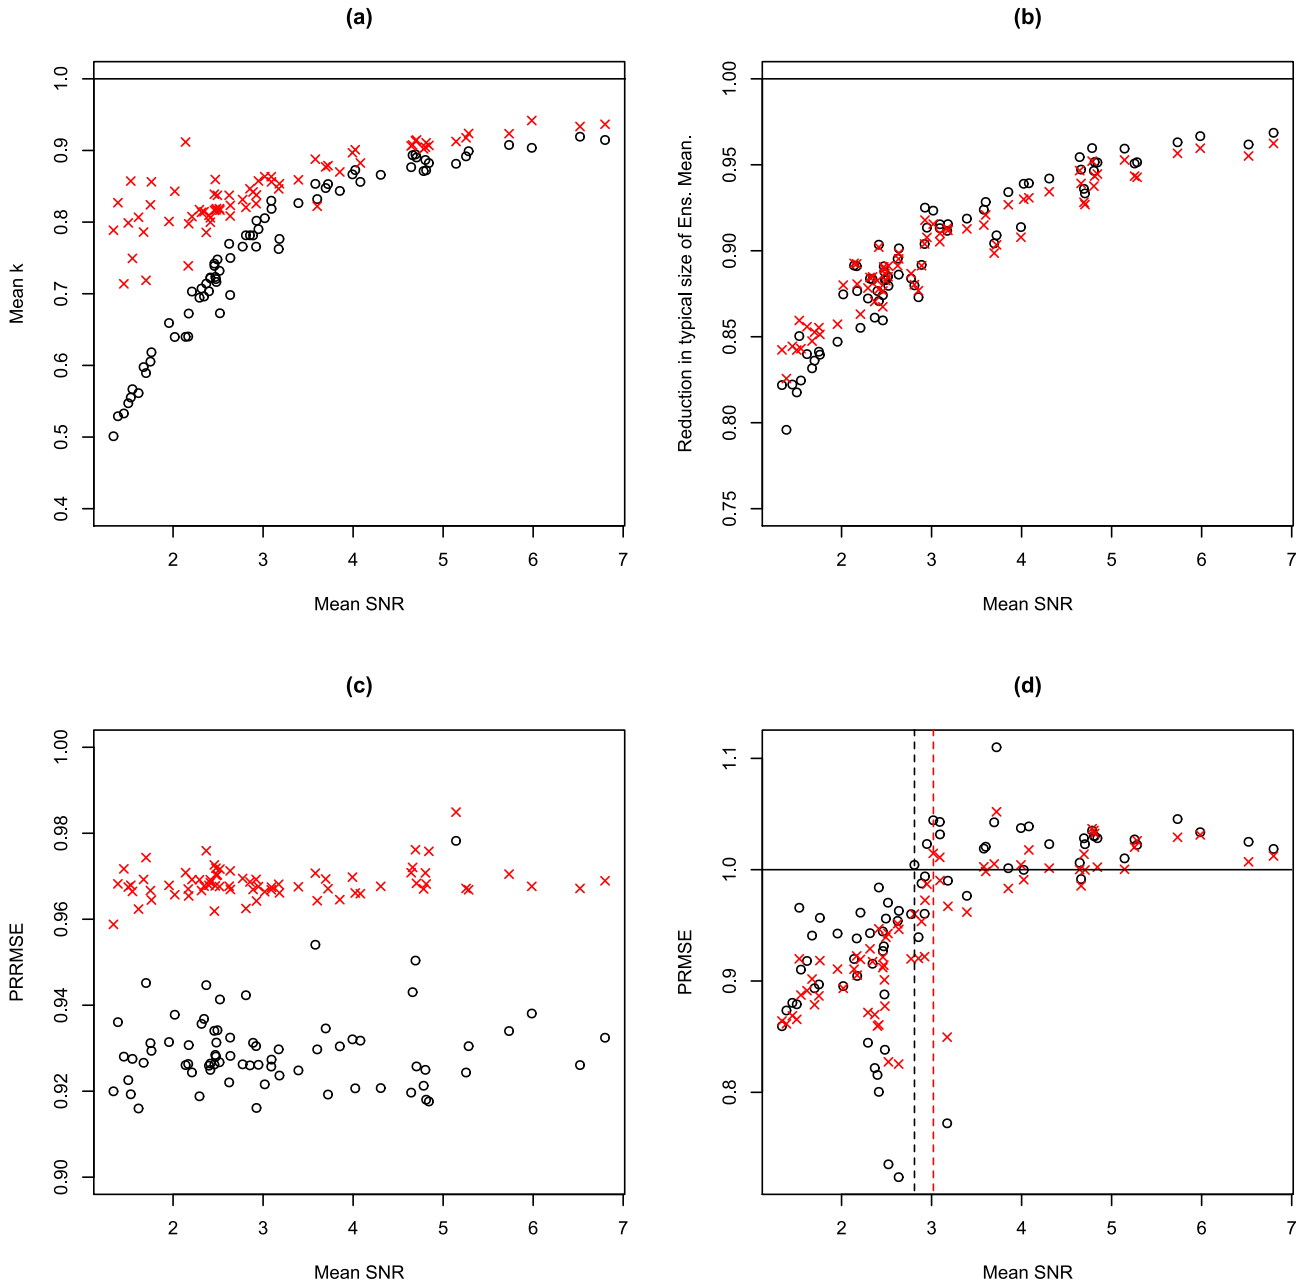 (a)
Mean k
1.0
0.9
0.8
0.7
0.6
0.5
0.4
2 3 4 5 6 7
Mean SNR
(b)
Reduction in typical size of Ens. Mean.
1.00
0.95
0.90
0.85
0.80
0.75
2 3 4 5 6 7
Mean SNR
(c)
PRRMSE
1.00
0.98
0.96
0.94
0.92
0.90
2 3 4 5 6 7
Mean SNR
(d)
PRMSE
1.1
1.0
0.9
0.8
2 3 4 5 6 7
Mean SNR